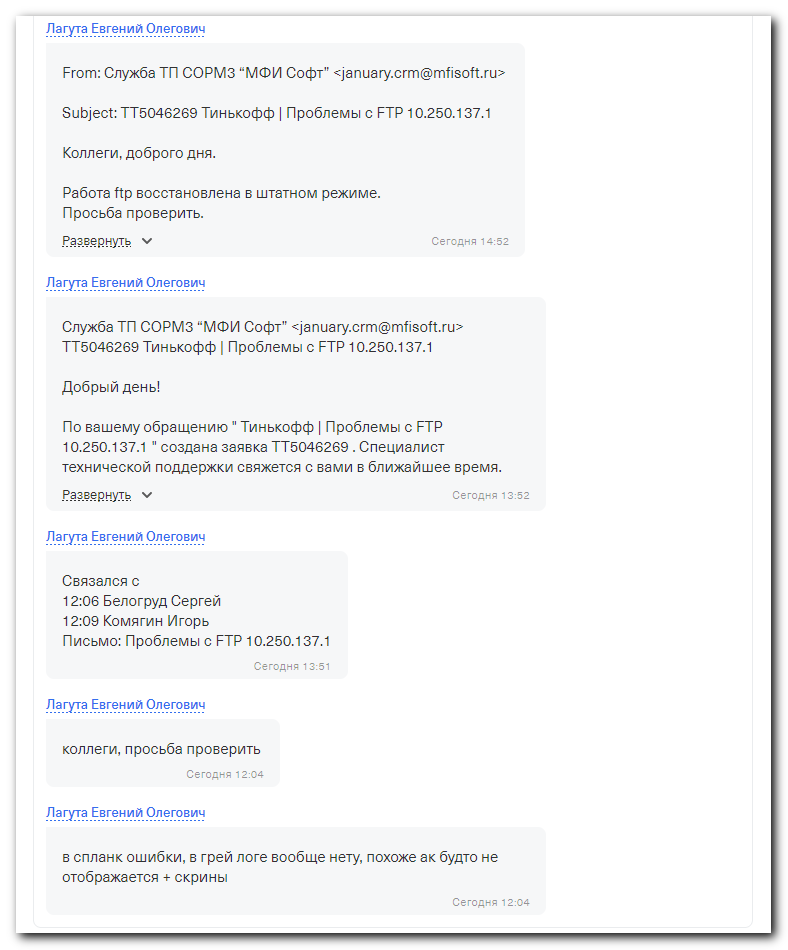 Лагута Евгений Олегович
From: Служба ТП СОРМ3 “МФИ Софт” <january.crm@mfisoft.ru>
Subject: TT5046269 Тинькофф | Проблемы с FTP 10.250.137.1
Коллеги, доброго дня.
Работа ftp восстановлена в штатном режиме.
Просьба проверить.
Развернуть
Сегодня 14:52
Лагута Евгений Олегович
Служба ТП СОРМ3 “МФИ Софт” <january.crm@mfisoft.ru>
TT5046269 Тинькофф | Проблемы с FTP 10.250.137.1
Добрый день!
По вашему обращению " Тинькофф | Проблемы с FTP
10.250.137.1 " создана заявка TT5046269 . Специалист
технической поддержки свяжется с вами в ближайшее время.
Развернуть
Сегодня 13:52
Лагута Евгений Олегович
Связался с
12:06 Белогруд Сергей
12:09 Комягин Игорь
Письмо: Проблемы с FTP 10.250.137.1
Сегодня 13:51
Лагута Евгений Олегович
коллеги, просьба проверить
Сегодня 12:04
Лагута Евгений Олегович
в спланк ошибки, в грей логе вообще нету, похоже ак будто не
отображается + скрины
Сегодня 12:04